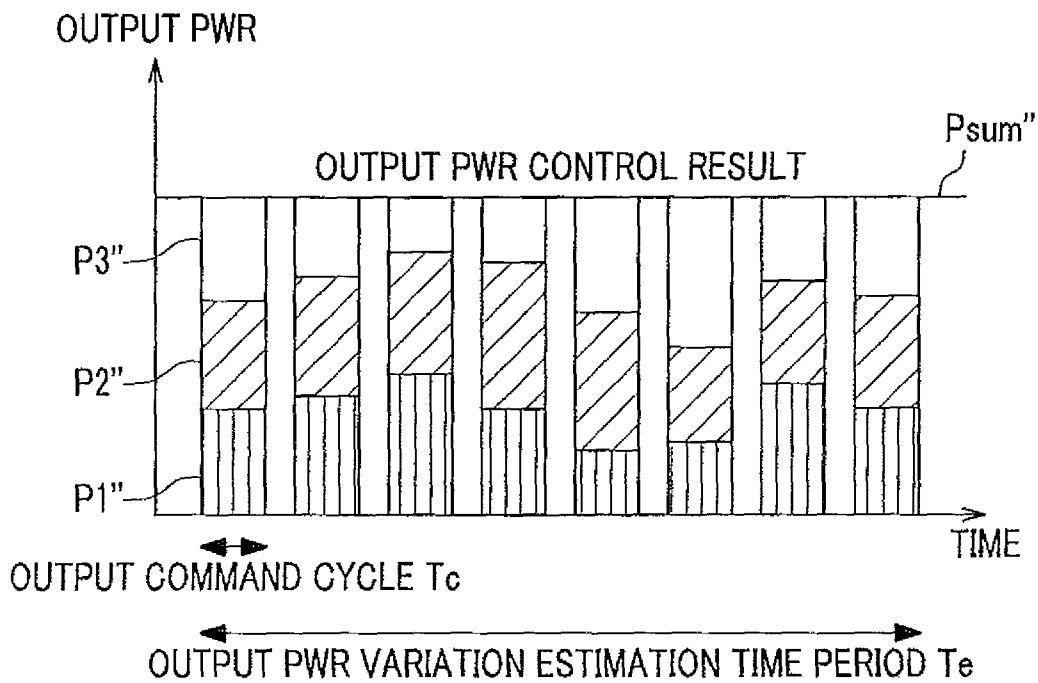 OUTPUT PWR
Psum"
OUTPUT PWR CONTROL RESULT
P3"
P2"
P1"
TIME
OUTPUT COMMAND CYCLE Tc
OUTPUT PWR VARIATION ESTIMATION TIME PERIOD Te